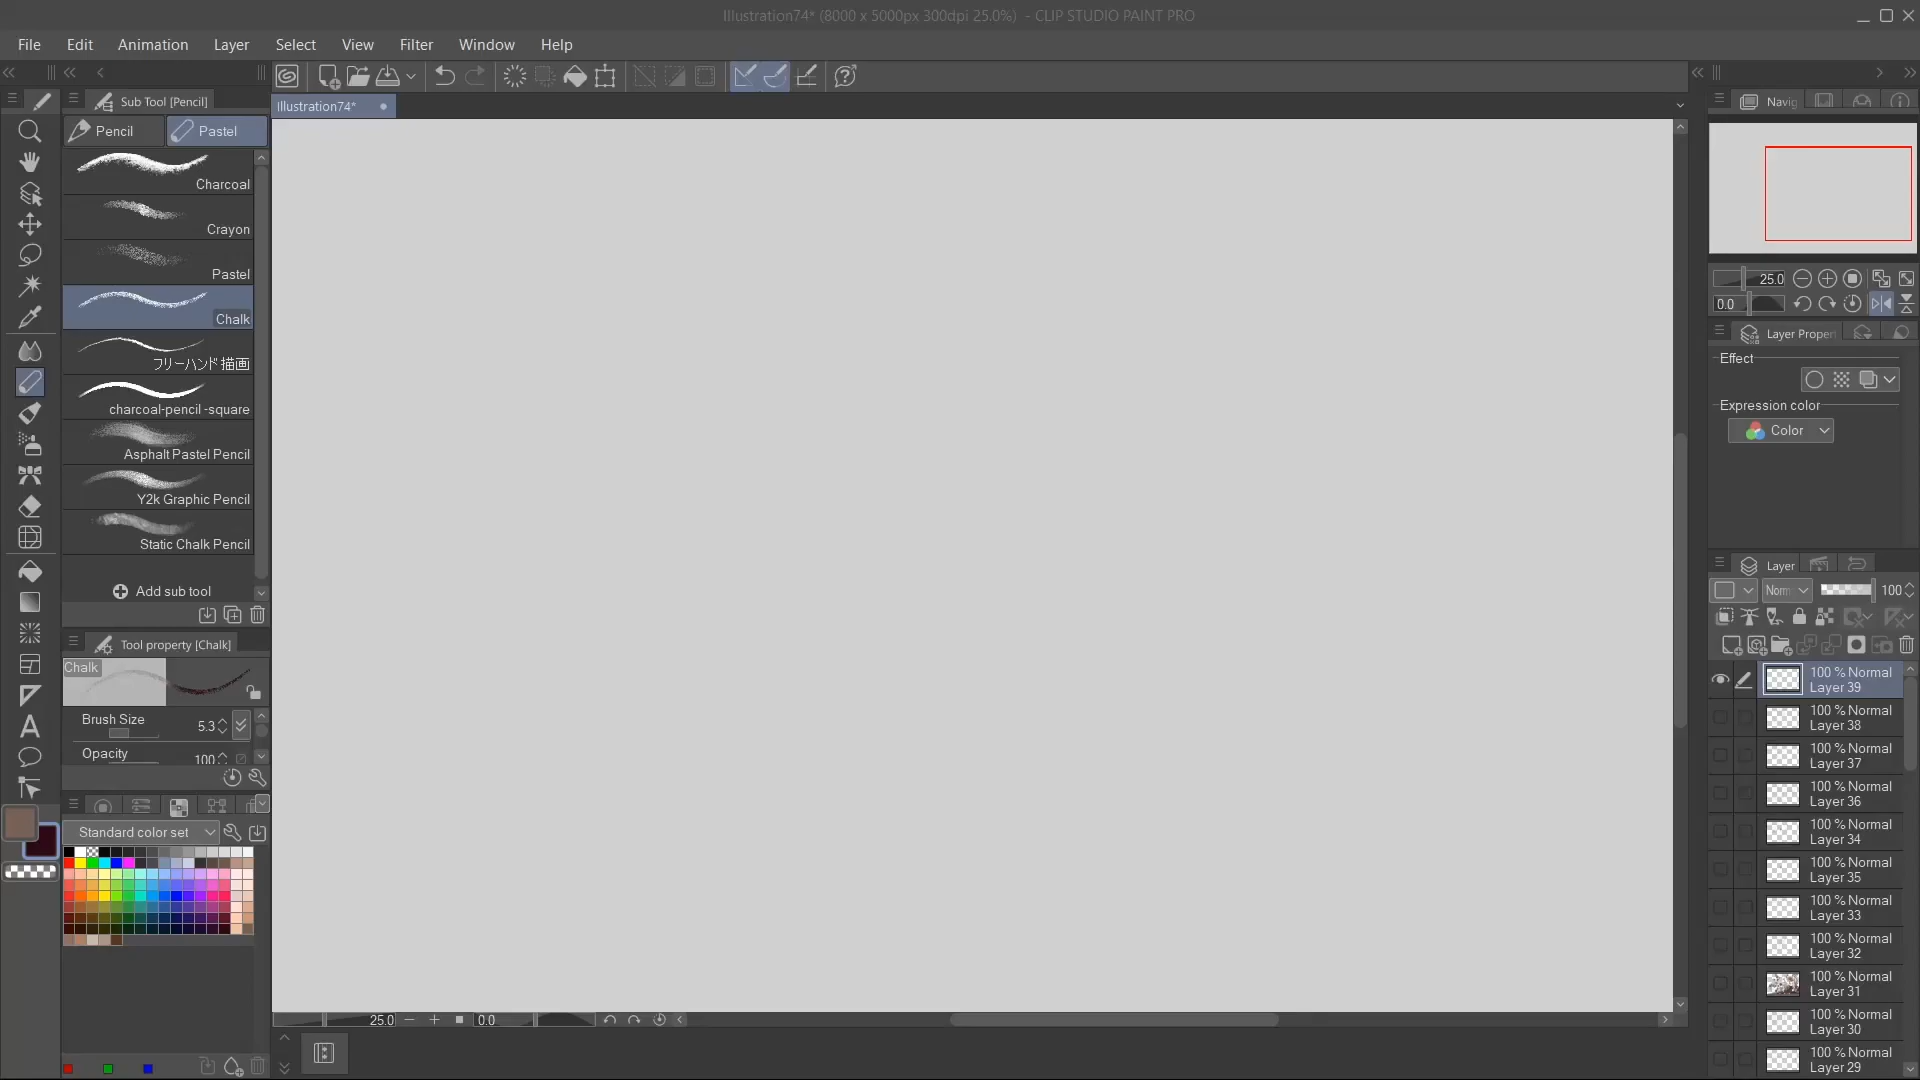 Illustration74* (8000 x 5000px 300dpi 25.0%) - CLIP STUDIO PAINT PRO
File Edit Animation Layer Select View Filter Window Help
Sub Tool [Pencil]
Illustration74*
Navig
Pencil Pastel
Charcoal
Crayon
Pastel
Chalk
フリーハンド描画
charcoal-pencil -square
Asphalt Pastel Pencil
Y2k Graphic Pencil
Static Chalk Pencil
Add sub tool
Tool property [Chalk]
Chalk
Brush Size 5.3
Opacity 100
Standard color set
25.0 0.0
25.0
0.0
Layer Proper
Effect
Expression color
Color
Layer
Norm 100
100 % Normal
Layer 39
100 % Normal
Layer 38
100 % Normal
Layer 37
100 % Normal
Layer 36
100 % Normal
Layer 34
100 % Normal
Layer 35
100 % Normal
Layer 33
100 % Normal
Layer 32
100 % Normal
Layer 31
100 % Normal
Layer 30
100 % Normal
Layer 29